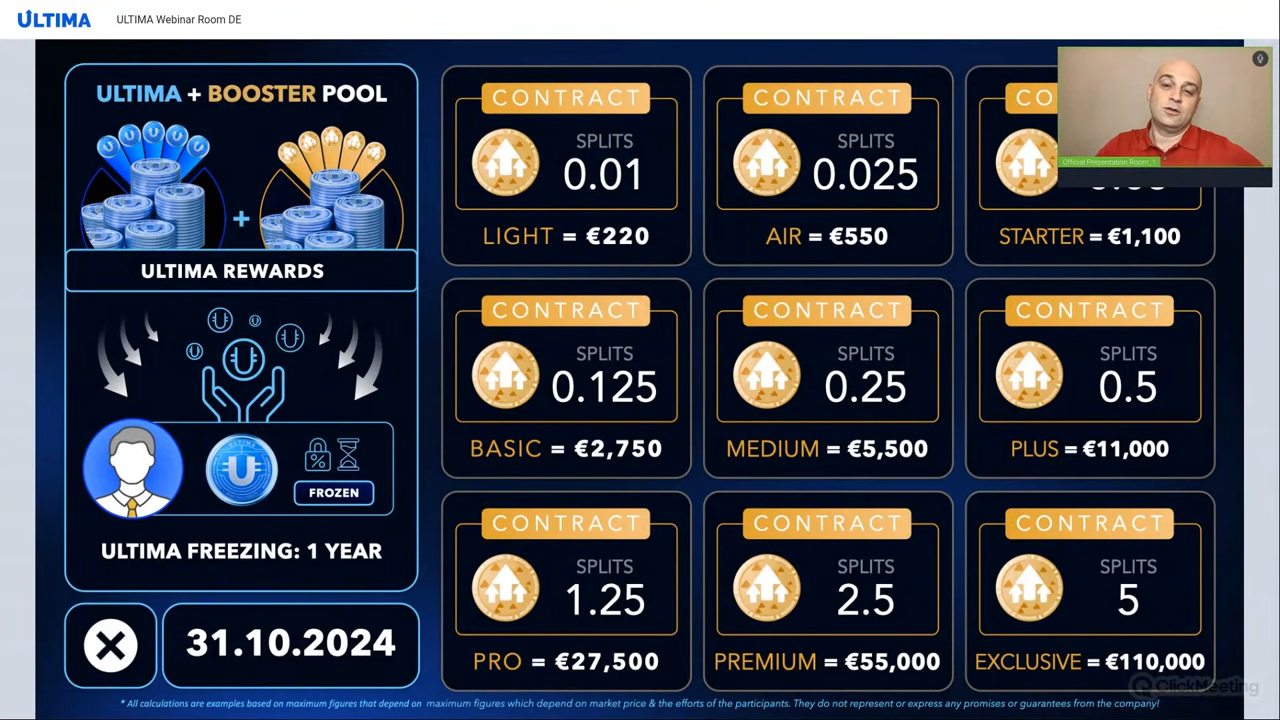 ULTIMA
ULTIMA Webinar Room DE
ULTIMA + BOOSTER POOL
ULTIMA REWARDS
FROZEN
ULTIMA FREEZING: 1 YEAR
31.10.2024
CONTRACT
SPLITS
0.01
LIGHT = €220
CONTRACT
SPLITS
0.025
AIR = €550
CO
STARTER = €1,100
Official Presentation Room_1
CONTRACT
SPLITS
0.125
BASIC = €2,750
CONTRACT
SPLITS
0.25
MEDIUM = €5,500
CONTRACT
SPLITS
0.5
PLUS = €11,000
CONTRACT
SPLITS
1.25
PRO = €27,500
CONTRACT
SPLITS
2.5
PREMIUM = €55,000
CONTRACT
SPLITS
5
EXCLUSIVE = €110,000
ClickMeeting
* All calculations are examples based on maximum figures that depend on maximum figures which depend on market price & the efforts of the participants. They do not represent or express any promises or guarantees from the company!